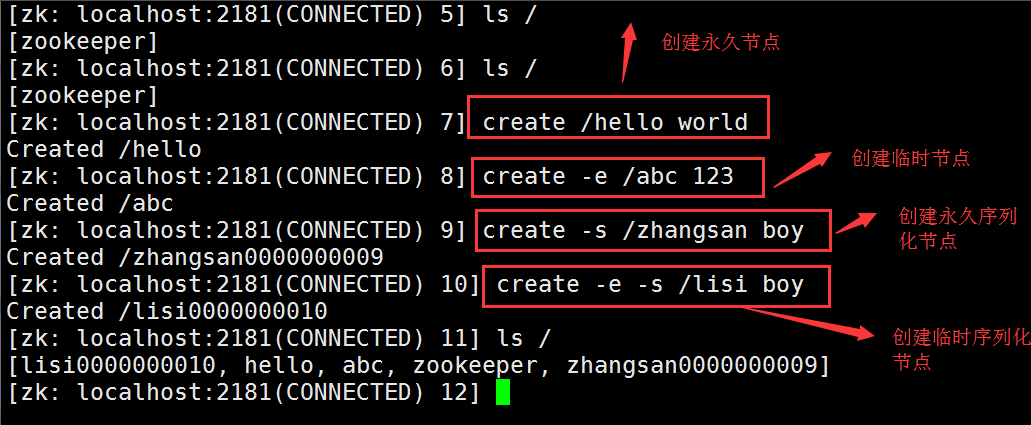 [zk: localhost:2181(CONNECTED) 5] ls /
[zookeeper]
创建永久节点
[zk: localhost:2181(CONNECTED) 6] ls /
[zookeeper]
[zk: localhost:2181(CONNECTED) 7] create /hello world
Created /hello
创建临时节点
[zk: localhost:2181(CONNECTED) 8] create -e /abc 123
Created /abc
创建永久序列
化节点
[zk: localhost:2181(CONNECTED) 9] create -s /zhangsan boy
Created /zhangsan0000000009
[zk: localhost:2181(CONNECTED) 10] create -e -s /lisi boy
Created /lisi0000000010
[zk: localhost:2181(CONNECTED) 11] ls /
创建临时序列化
节点
[lisi0000000010, hello, abc, zookeeper, zhangsan0000000009]
[zk: localhost:2181(CONNECTED) 12]